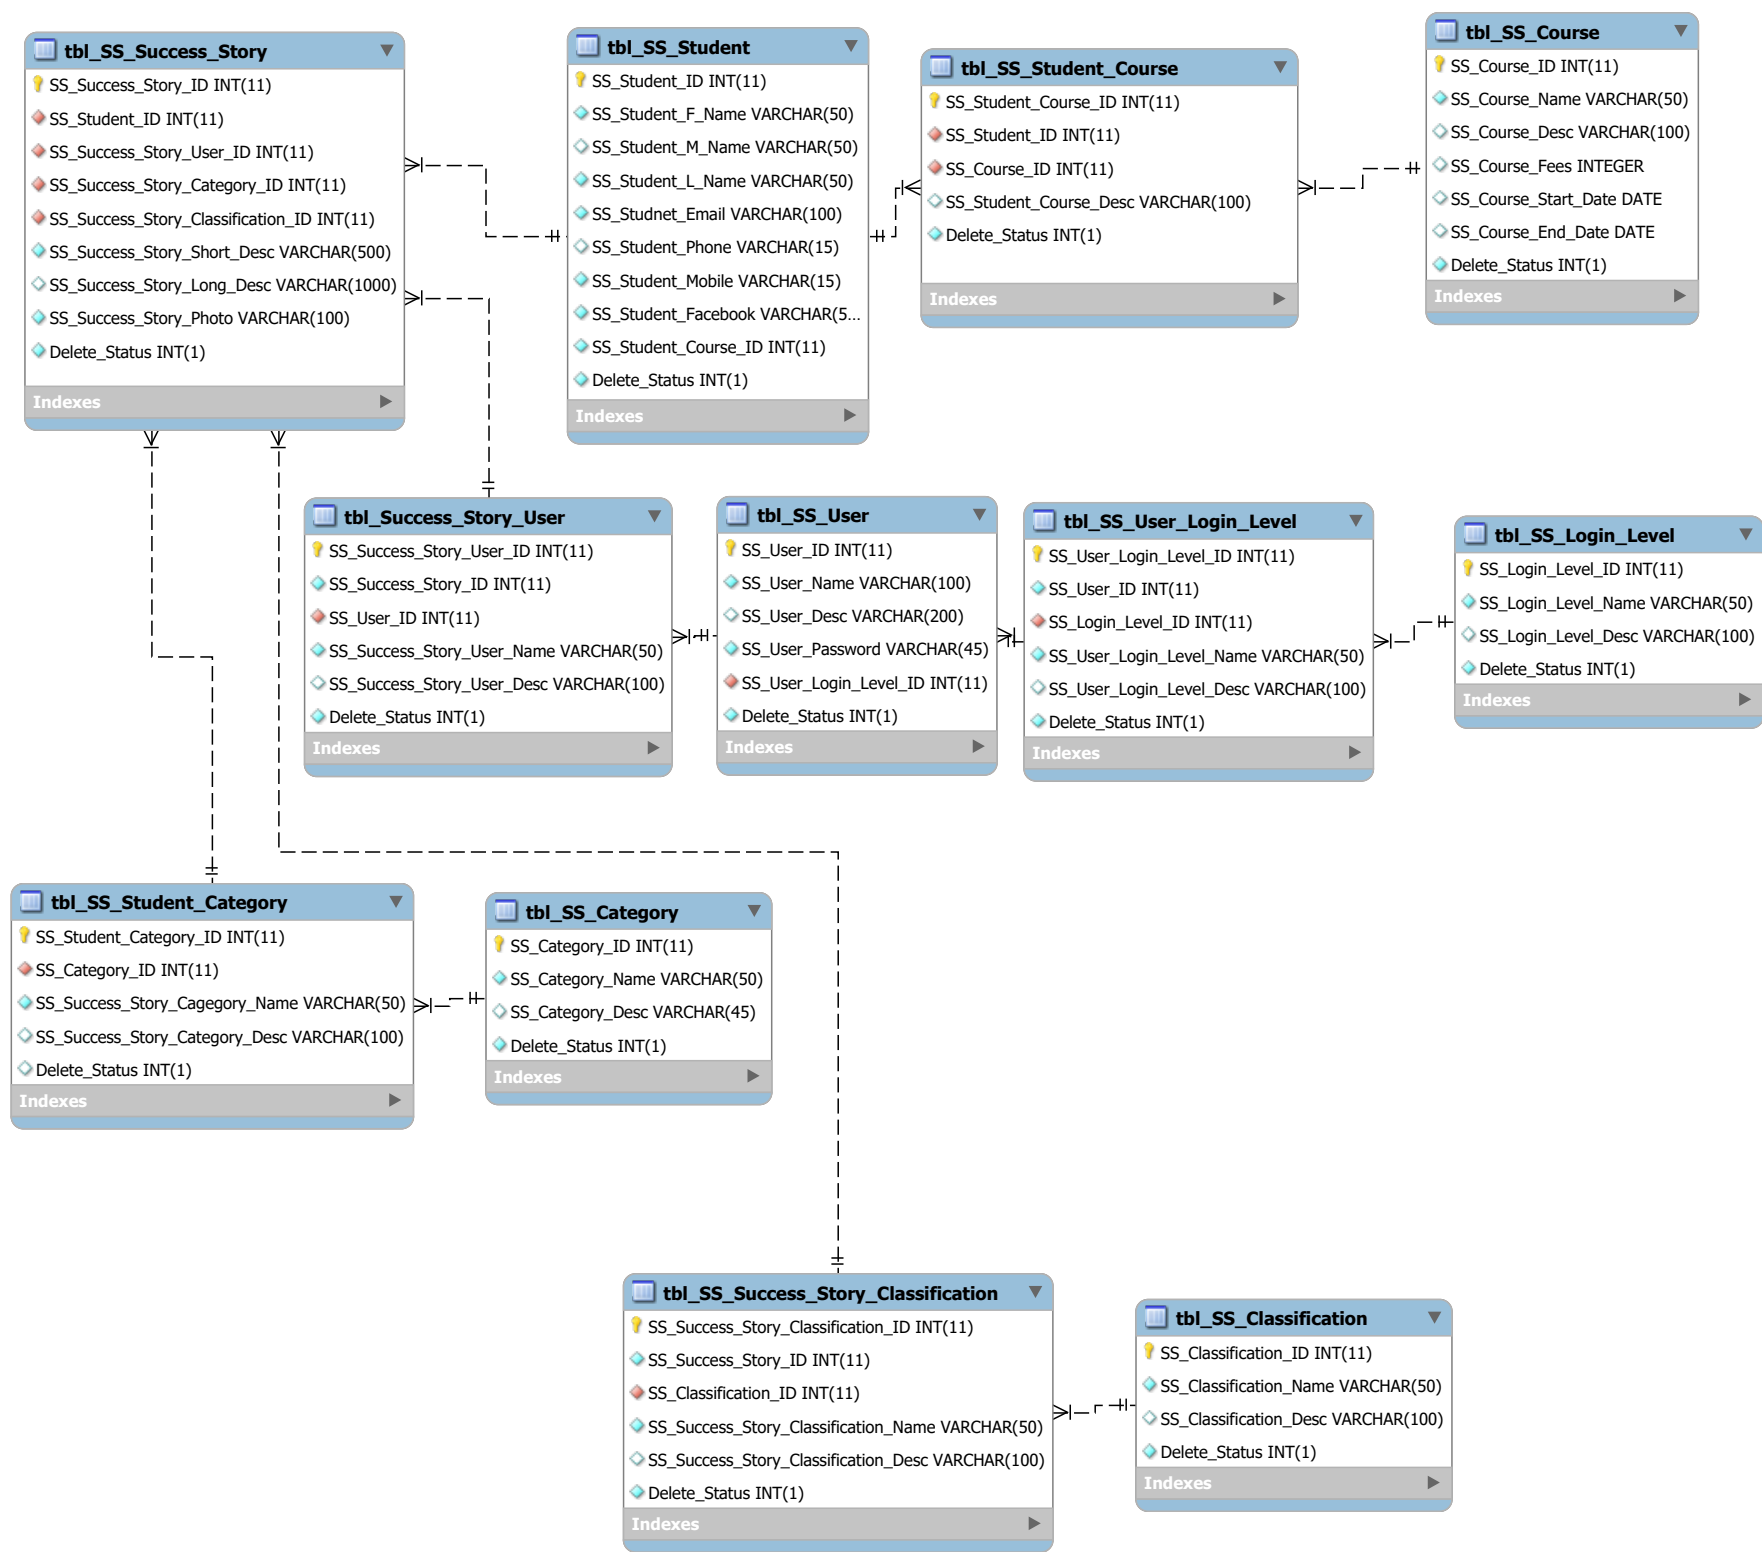 tbl_SS_Success_Story
SS_Success_Story_ID INT(11)
SS_Student_ID INT(11)
SS_Success_Story_User_ID INT(11)
SS_Success_Story_Category_ID INT(11)
SS_Success_Story_Classification_ID INT(11)
SS_Success_Story_Short_Desc VARCHAR(500)
SS_Success_Story_Long_Desc VARCHAR(1000)
SS_Success_Story_Photo VARCHAR(100)
Delete_Status INT(1)
Indexes
tbl_SS_Student
SS_Student_ID INT(11)
SS_Student_F_Name VARCHAR(50)
SS_Student_M_Name VARCHAR(50)
SS_Student_L_Name VARCHAR(50)
SS_Studnet_Email VARCHAR(100)
SS_Student_Phone VARCHAR(15)
SS_Student_Mobile VARCHAR(15)
SS_Student_Facebook VARCHAR(5...
SS_Student_Course_ID INT(11)
Delete_Status INT(1)
Indexes
tbl_SS_Student_Course
SS_Student_Course_ID INT(11)
SS_Student_ID INT(11)
SS_Course_ID INT(11)
SS_Student_Course_Desc VARCHAR(100)
Delete_Status INT(1)
Indexes
tbl_SS_Course
SS_Course_ID INT(11)
SS_Course_Name VARCHAR(50)
SS_Course_Desc VARCHAR(100)
SS_Course_Fees INTEGER
SS_Course_Start_Date DATE
SS_Course_End_Date DATE
Delete_Status INT(1)
Indexes
tbl_Success_Story_User
SS_Success_Story_User_ID INT(11)
SS_Success_Story_ID INT(11)
SS_User_ID INT(11)
SS_Success_Story_User_Name VARCHAR(50)
SS_Success_Story_User_Desc VARCHAR(100)
Delete_Status INT(1)
Indexes
tbl_SS_User
SS_User_ID INT(11)
SS_User_Name VARCHAR(100)
SS_User_Desc VARCHAR(200)
SS_User_Password VARCHAR(45)
SS_User_Login_Level_ID INT(11)
Delete_Status INT(1)
Indexes
tbl_SS_User_Login_Level
SS_User_Login_Level_ID INT(11)
SS_User_ID INT(11)
SS_Login_Level_ID INT(11)
SS_User_Login_Level_Name VARCHAR(50)
SS_User_Login_Level_Desc VARCHAR(100)
Delete_Status INT(1)
Indexes
tbl_SS_Login_Level
SS_Login_Level_ID INT(11)
SS_Login_Level_Name VARCHAR(50)
SS_Login_Level_Desc VARCHAR(100)
Delete_Status INT(1)
Indexes
tbl_SS_Student_Category
SS_Student_Category_ID INT(11)
SS_Category_ID INT(11)
SS_Success_Story_Cagegory_Name VARCHAR(50)
SS_Success_Story_Category_Desc VARCHAR(100)
Delete_Status INT(1)
Indexes
tbl_SS_Category
SS_Category_ID INT(11)
SS_Category_Name VARCHAR(50)
SS_Category_Desc VARCHAR(45)
Delete_Status INT(1)
Indexes
tbl_SS_Success_Story_Classification
SS_Success_Story_Classification_ID INT(11)
SS_Success_Story_ID INT(11)
SS_Classification_ID INT(11)
SS_Success_Story_Classification_Name VARCHAR(50)
SS_Success_Story_Classification_Desc VARCHAR(100)
Delete_Status INT(1)
Indexes
tbl_SS_Classification
SS_Classification_ID INT(11)
SS_Classification_Name VARCHAR(50)
SS_Classification_Desc VARCHAR(100)
Delete_Status INT(1)
Indexes